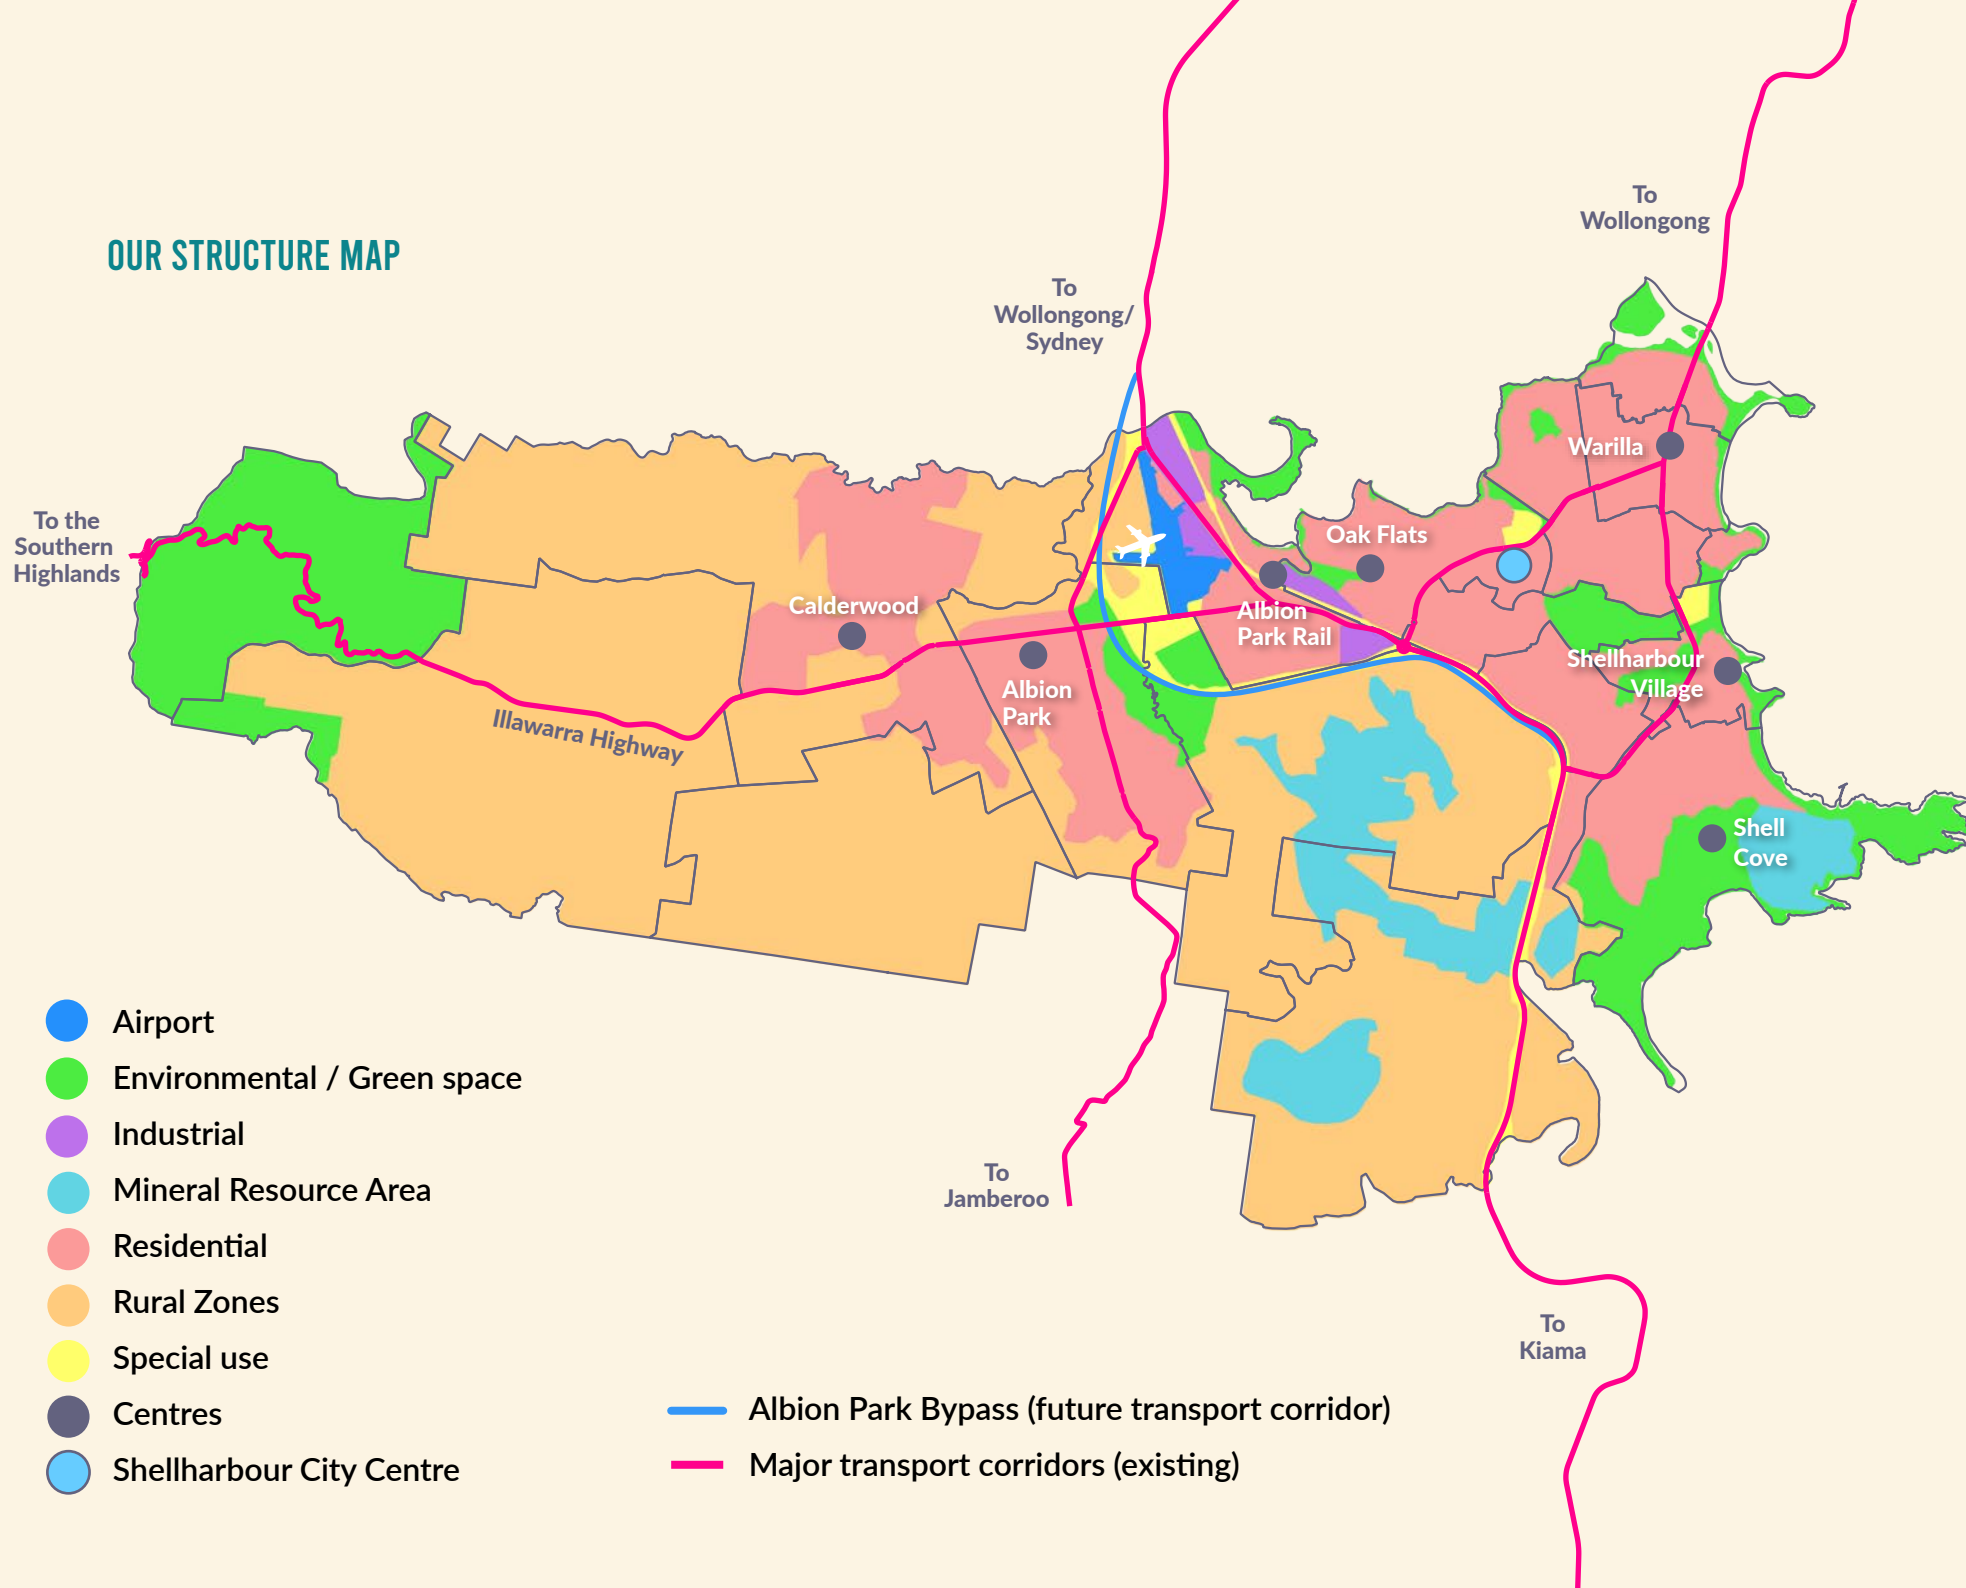 OUR STRUCTURE MAP
To
Wollongong
To
Wollongong/
Sydney
Warilla
To the
Southern
Highlands
Oak Flats
Calderwood
Albion
Park Rail
Shellharbour
Village
Albion
Park
Illawarra Highway
Shell
Cove
To
Jamberoo
To
Kiama
Airport
Environmental / Green space
Industrial
Mineral Resource Area
Residential
Rural Zones
Special use
Centres
Shellharbour City Centre
Albion Park Bypass (future transport corridor)
Major transport corridors (existing)